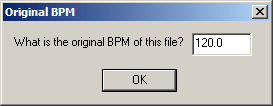 Original BPM
What is the original BPM of this file? 120.0
OK